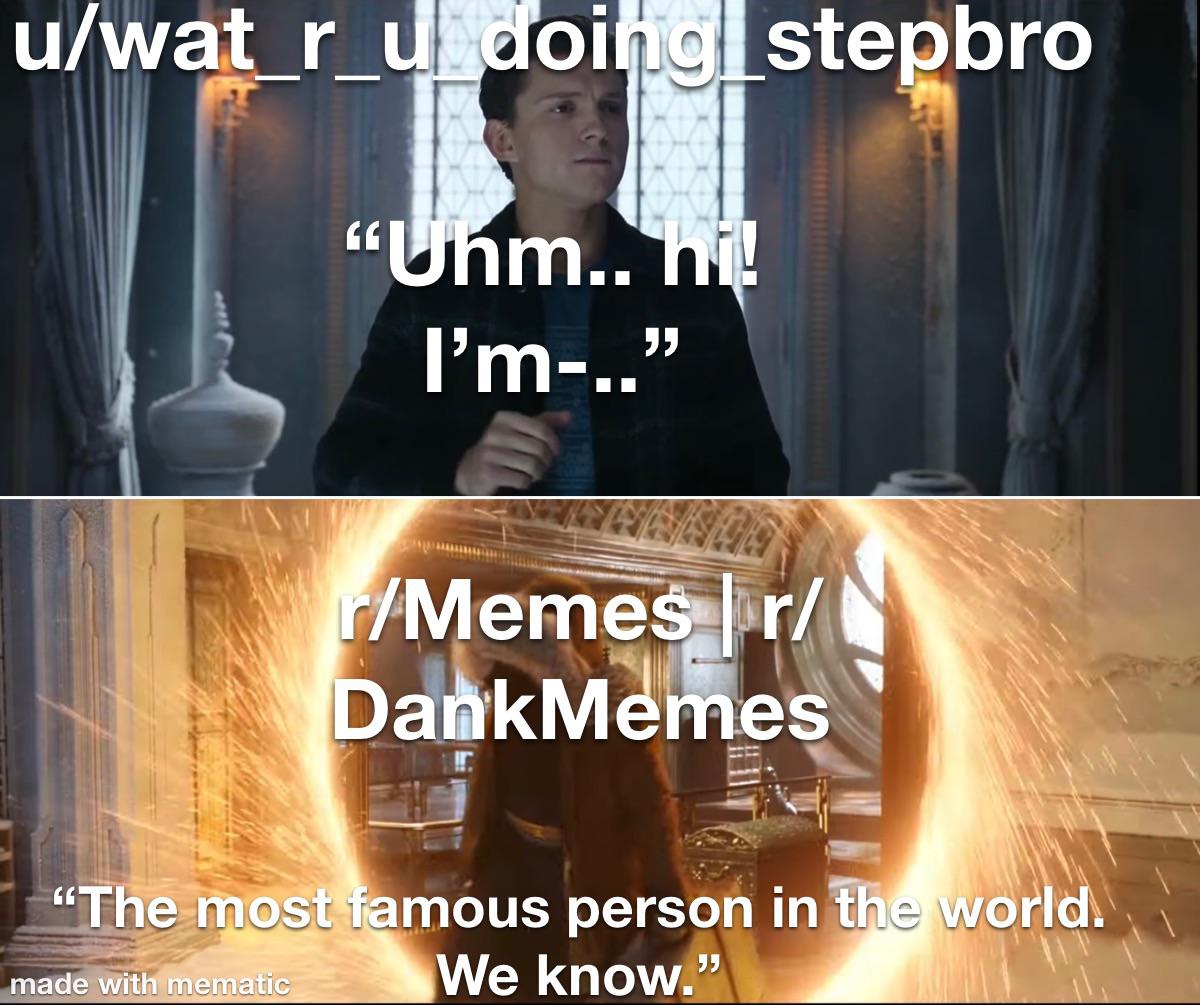 u/wat_r_u_doing_stepbro
“Uhm.. hi!
I’m-..”
r/Memes | r/
DankMemes
“The most famous person in the world.
We know.”
made with mematic